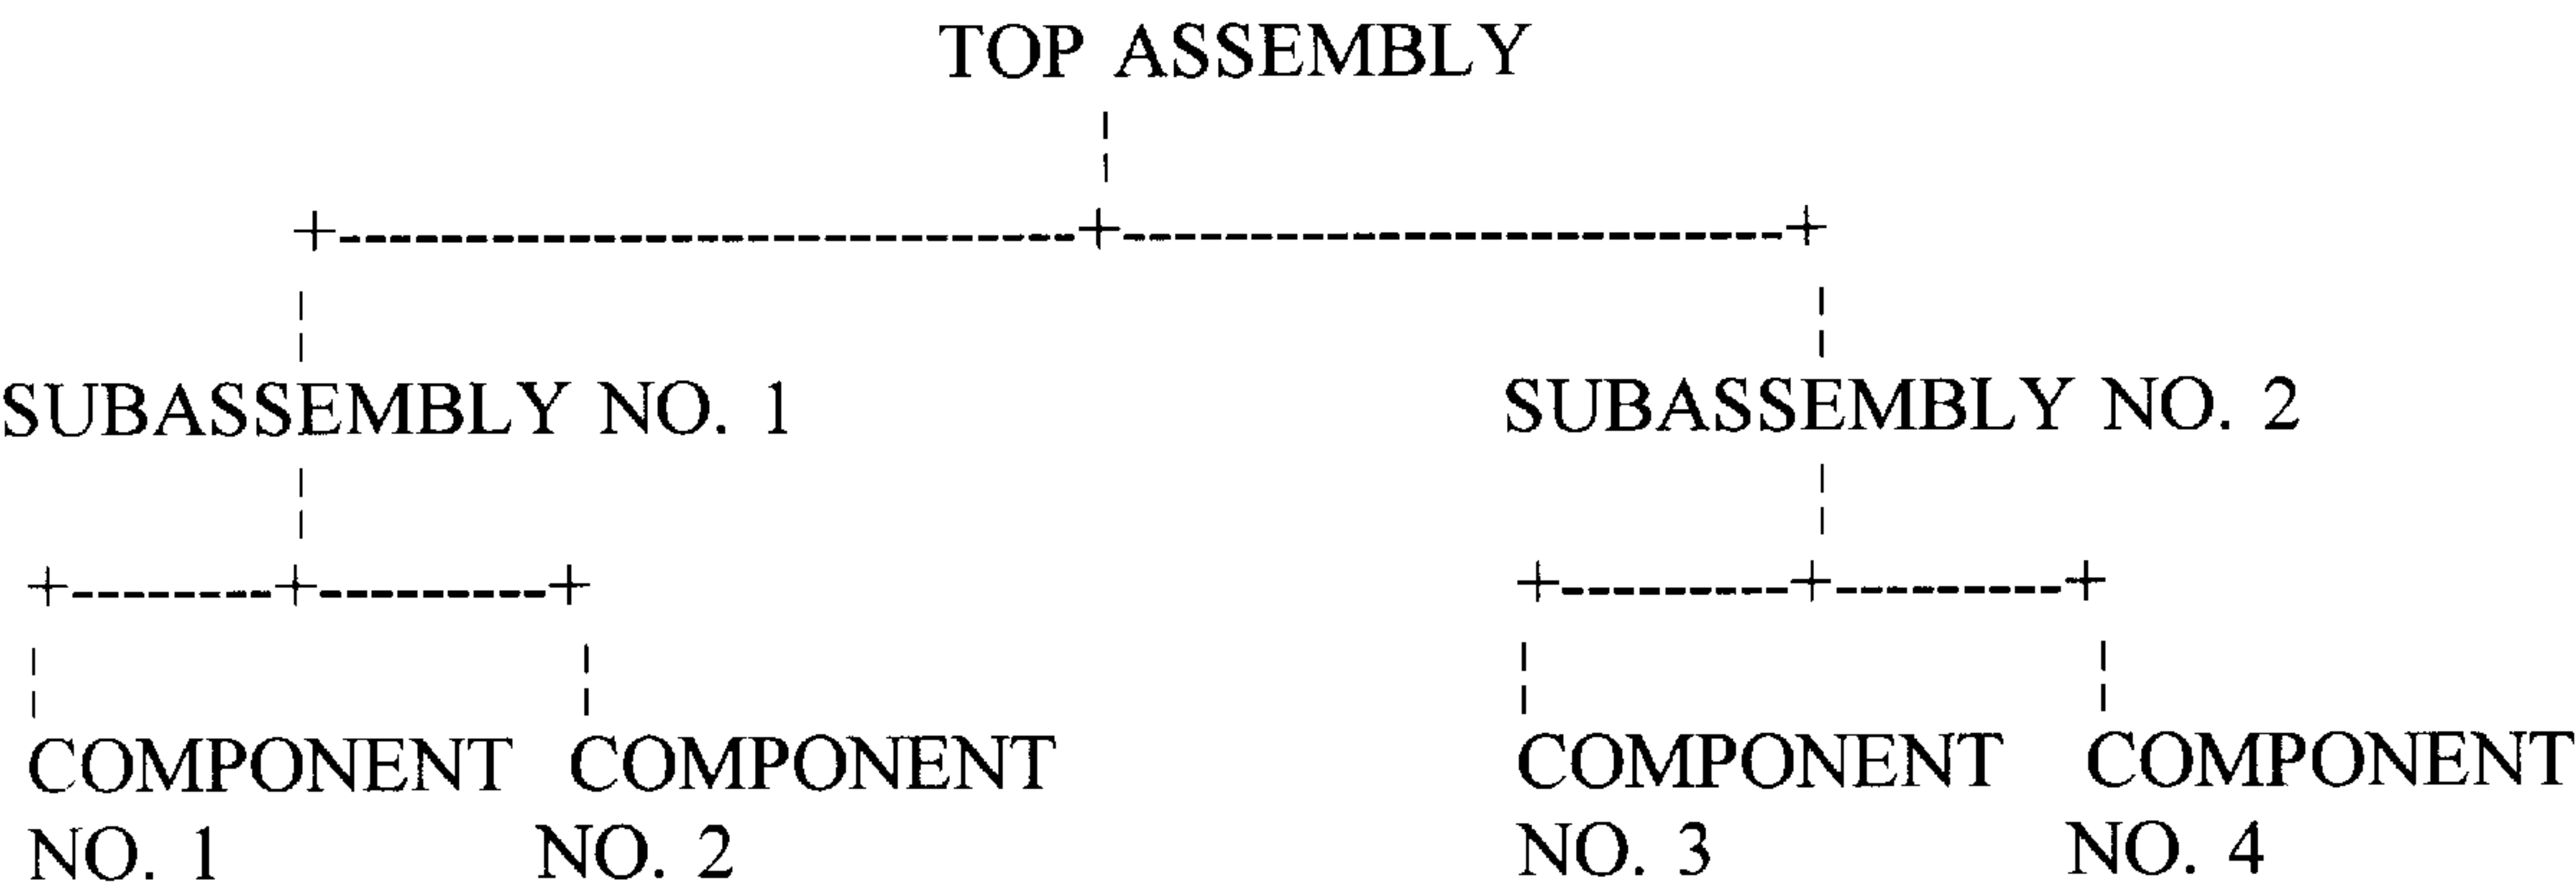 TOP ASSEMBLY
SUBASSEMBLY NO. 1
SUBASSEMBLY NO. 2
COMPONENT
NO. 1
COMPONENT
NO. 2
COMPONENT
NO. 3
COMPONENT
NO. 4